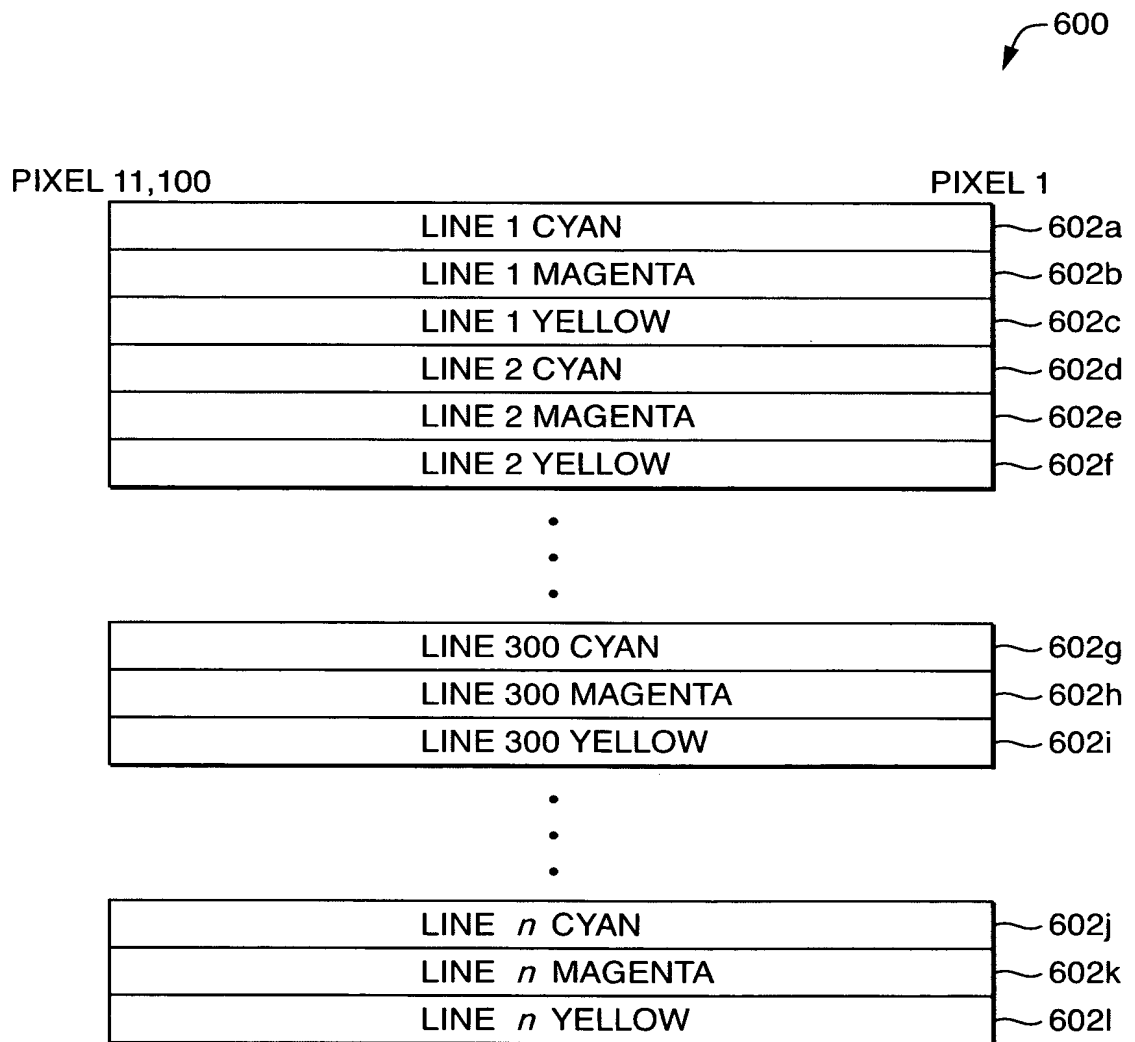 600
PIXEL 11,100 PIXEL 1
LINE 1 CYAN 602a
LINE 1 MAGENTA 602b
LINE 1 YELLOW 602c
LINE 2 CYAN 602d
LINE 2 MAGENTA 602e
LINE 2 YELLOW 602f
LINE 300 CYAN 602g
LINE 300 MAGENTA 602h
LINE 300 YELLOW 602i
LINE n CYAN 602j
LINE n MAGENTA 602k
LINE n YELLOW 602l